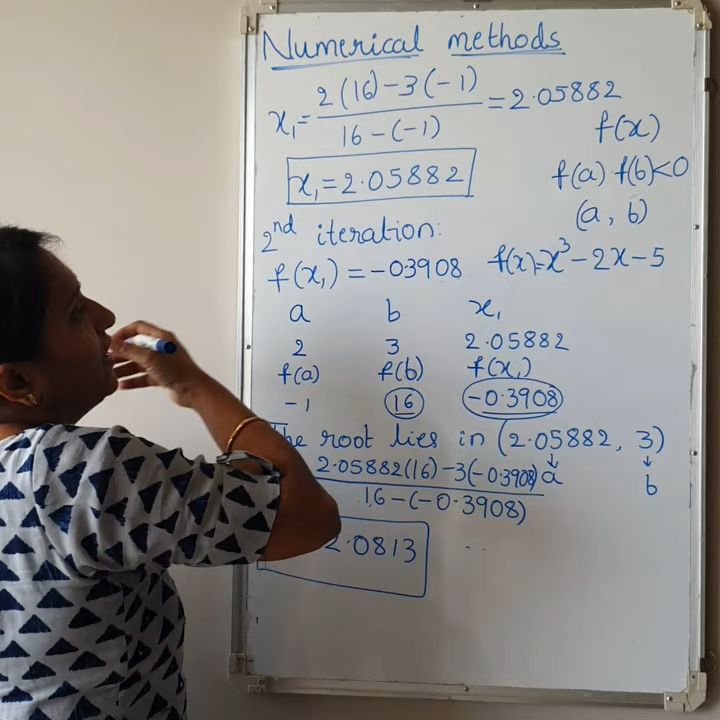 Numerical methods
x₁ = 2(16) - 3(-1) / 16 - (-1) = 2.05882
f(x)
x₁ = 2.05882
f(a) f(b) < 0
(a, b)
2nd iteration:
f(x₁) = -0.3908 f(x) = x³ - 2x - 5
a b x₁
2 3 2.05882
f(a) f(b) f(x₁)
-1 16 -0.3908
The root lies in (2.05882, 3)
2.05882(16) - 3(-0.3908) / 16 - (-0.3908)
↓ a ↓ b
2.0813 ..